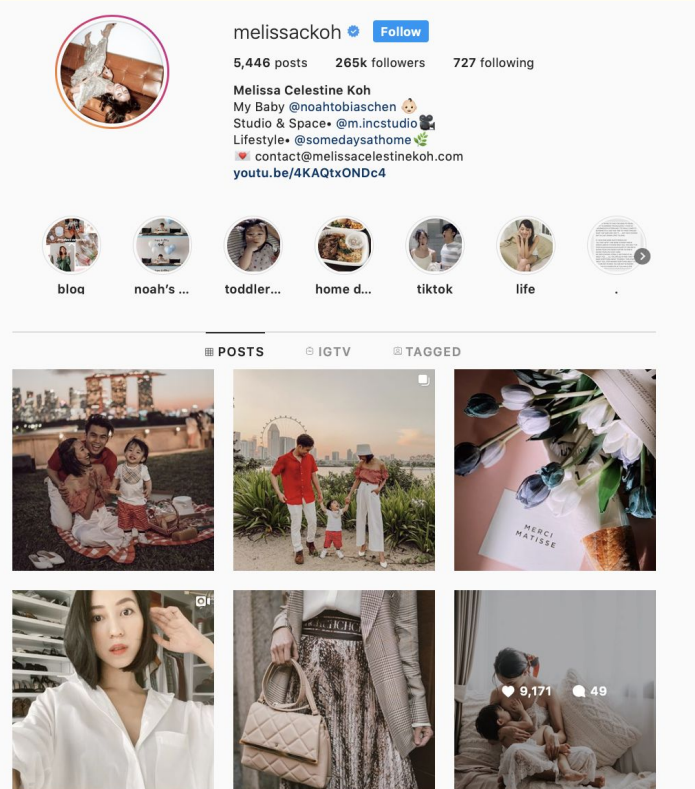 melissackoh Follow
5,446 posts 265k followers 727 following
Melissa Celestine Koh
My Baby @noahtobiaschen
Studio & Space• @m.incstudio
Lifestyle• @somedaysathome
contact@melissacelestinekoh.com
youtu.be/4KAQtxONDc4
blog noah's ... toddler... home d... tiktok life .
POSTS IGTV TAGGED
MERCI
MATISSE
9,171 49